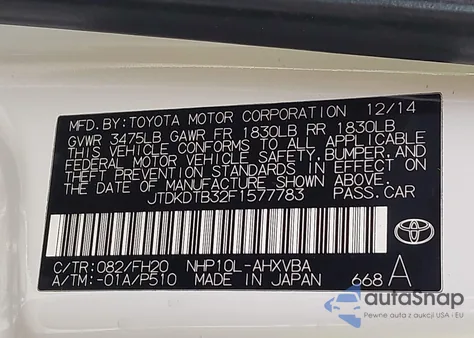 MFD.BY:TOYOTA MOTOR CORPORATION 12/14
GVWR 3475LB GAWR FR 1830LB RR 1830LB
THIS VEHICLE CONFORMS TO ALL APPLICABLE
FEDERAL MOTOR VEHICLE SAFETY,BUMPER,AND
THEFT PREVENTION STANDARDS IN EFFECT ON
THE DATE OF MANUFACTURE SHOWN ABOVE.
JTDKDTB32F1577783 PASS.CAR
C/TR:082/FH20 NHP10L-AHXVBA
A/TM:-01A/P510 MADE IN JAPAN 668 A
autoSnap
Pewne auta z aukcji USA - EU